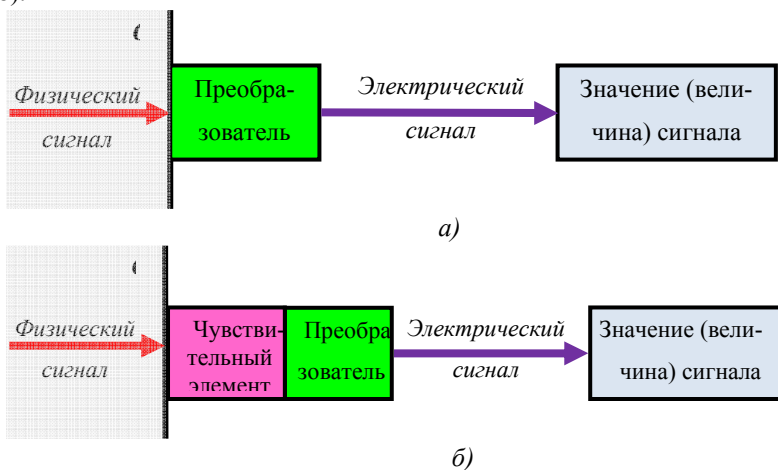 Физический
сигнал
Преобра-
зователь
Электрический
сигнал
Значение (вели-
чина) сигнала
а)
Физический
сигнал
Чувстви-
тельный
элемент
Преобра
зователь
Электрический
сигнал
Значение (вели-
чина) сигнала
б)